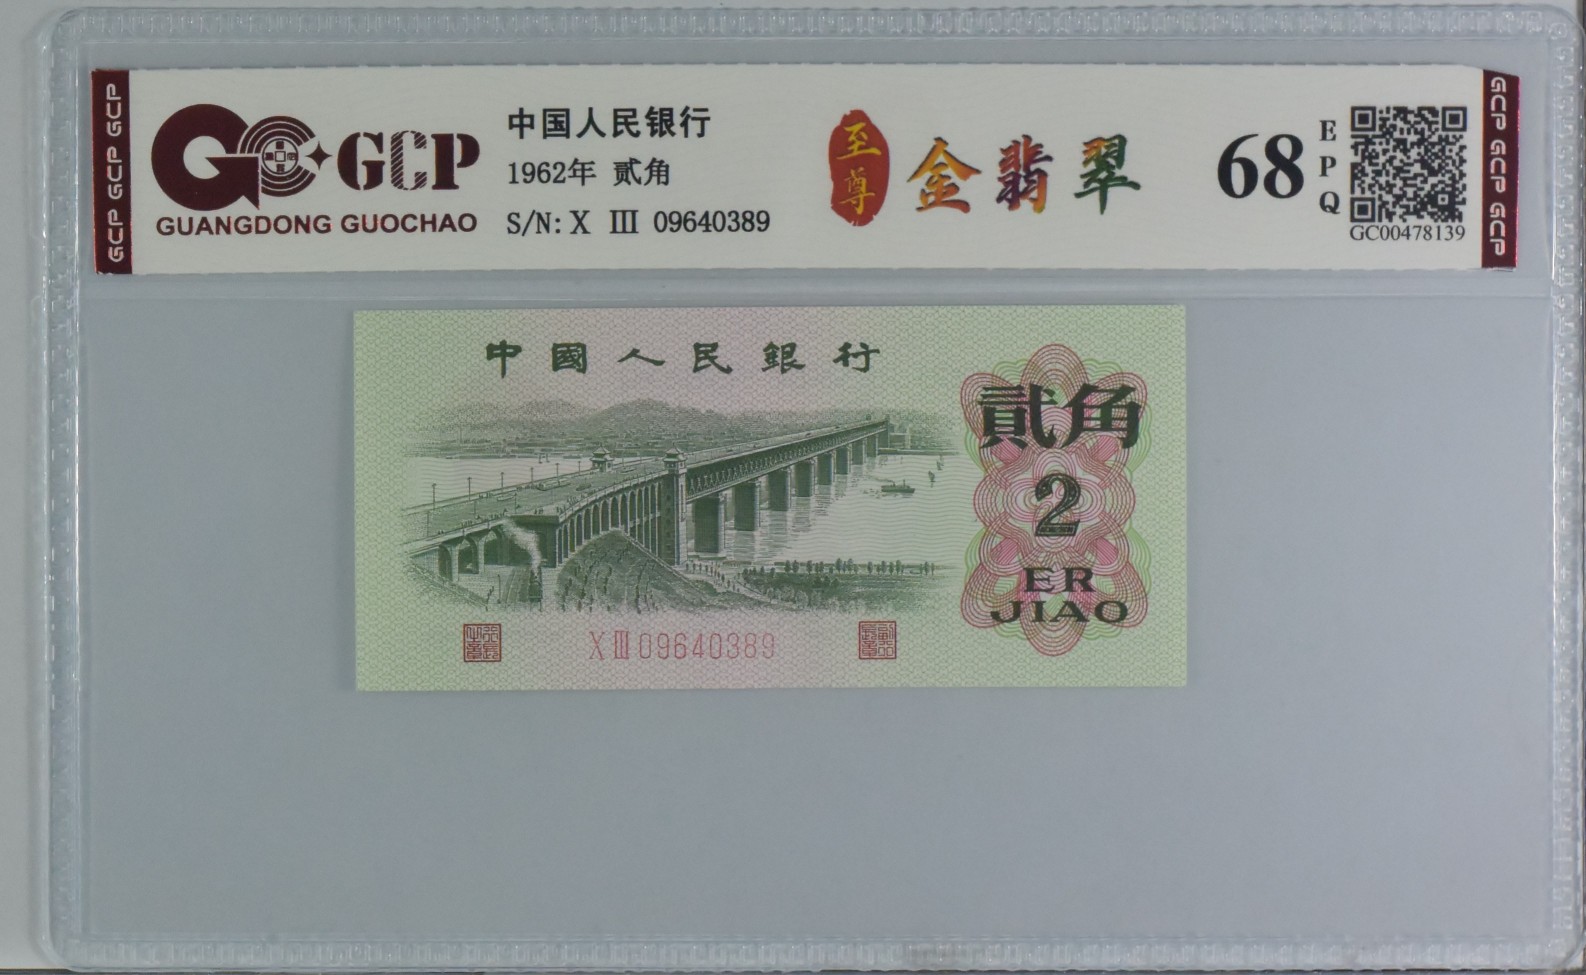 GCP GCP GCP
GCP
GUANGDONG GUOCHAO
中国人民银行
1962年 贰角
S/N: X Ⅲ 09640389
至尊
金翡翠
68
EPQ
GC00478139
GCP GCP GCP
中國人民銀行
貳角
2
ER
JIAO
X Ⅲ 09640389